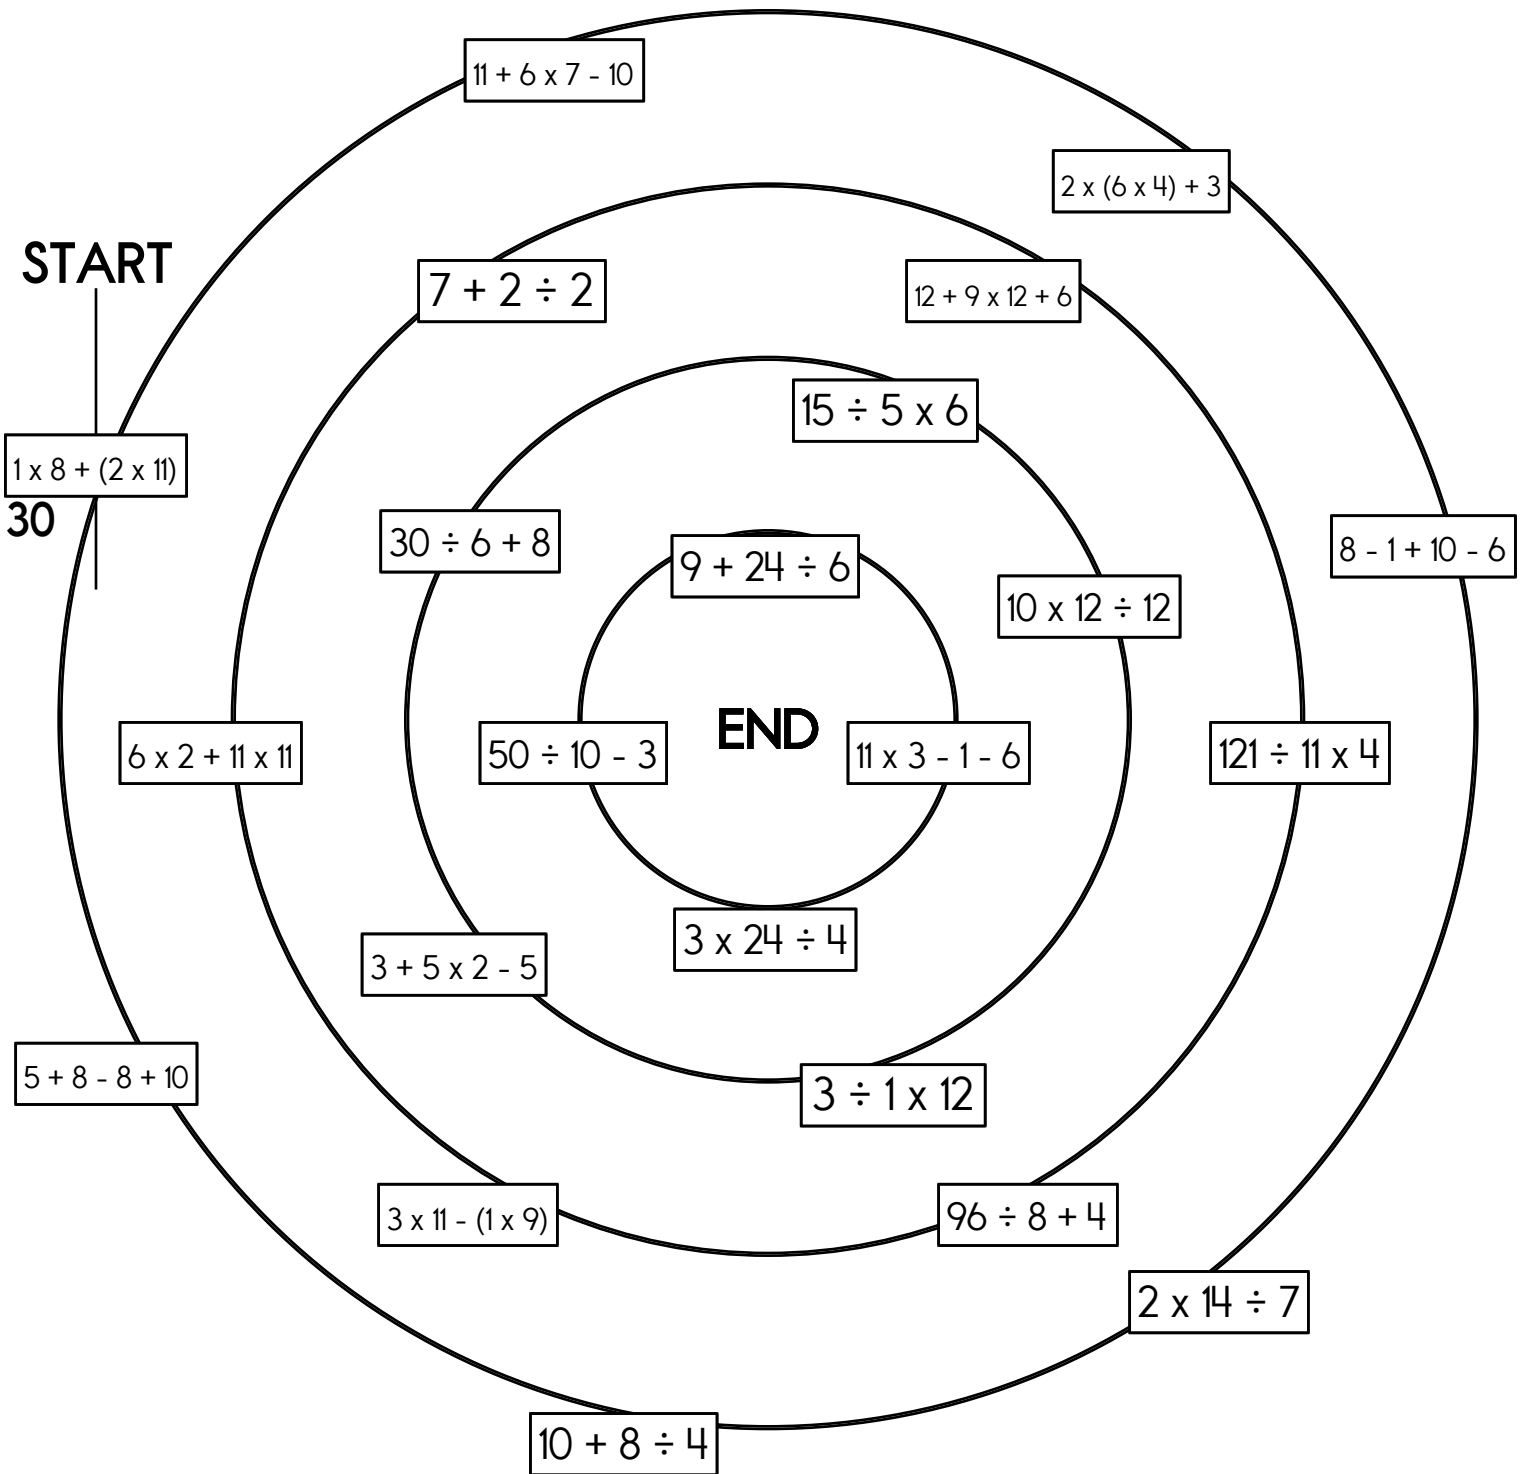 11 + 6 x 7 - 10
2 x (6 x 4) + 3
START
7 + 2 ÷ 2
12 + 9 x 12 + 6
15 ÷ 5 x 6
1 x 8 + (2 x 11)
30
30 ÷ 6 + 8
8 - 1 + 10 - 6
9 + 24 ÷ 6
10 x 12 ÷ 12
END
6 x 2 + 11 x 11
50 ÷ 10 - 3
11 x 3 - 1 - 6
121 ÷ 11 x 4
3 x 24 ÷ 4
3 + 5 x 2 - 5
5 + 8 - 8 + 10
3 ÷ 1 x 12
3 x 11 - (1 x 9)
96 ÷ 8 + 4
2 x 14 ÷ 7
10 + 8 ÷ 4